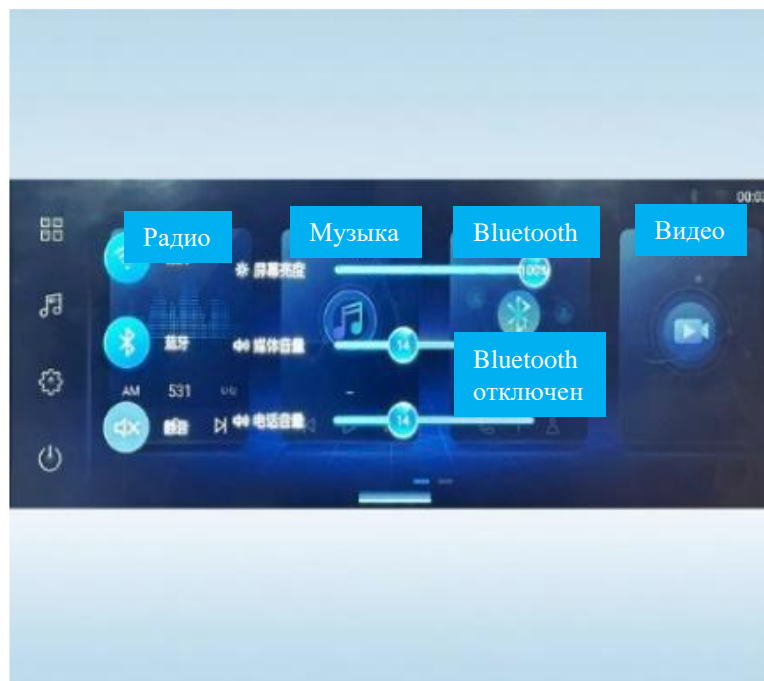 00:03
Радио
Музыка
Bluetooth
Видео
屏幕亮度
100%
蓝牙
媒体音量
14
Bluetooth
отключен
AM 531
静音
电话音量
14